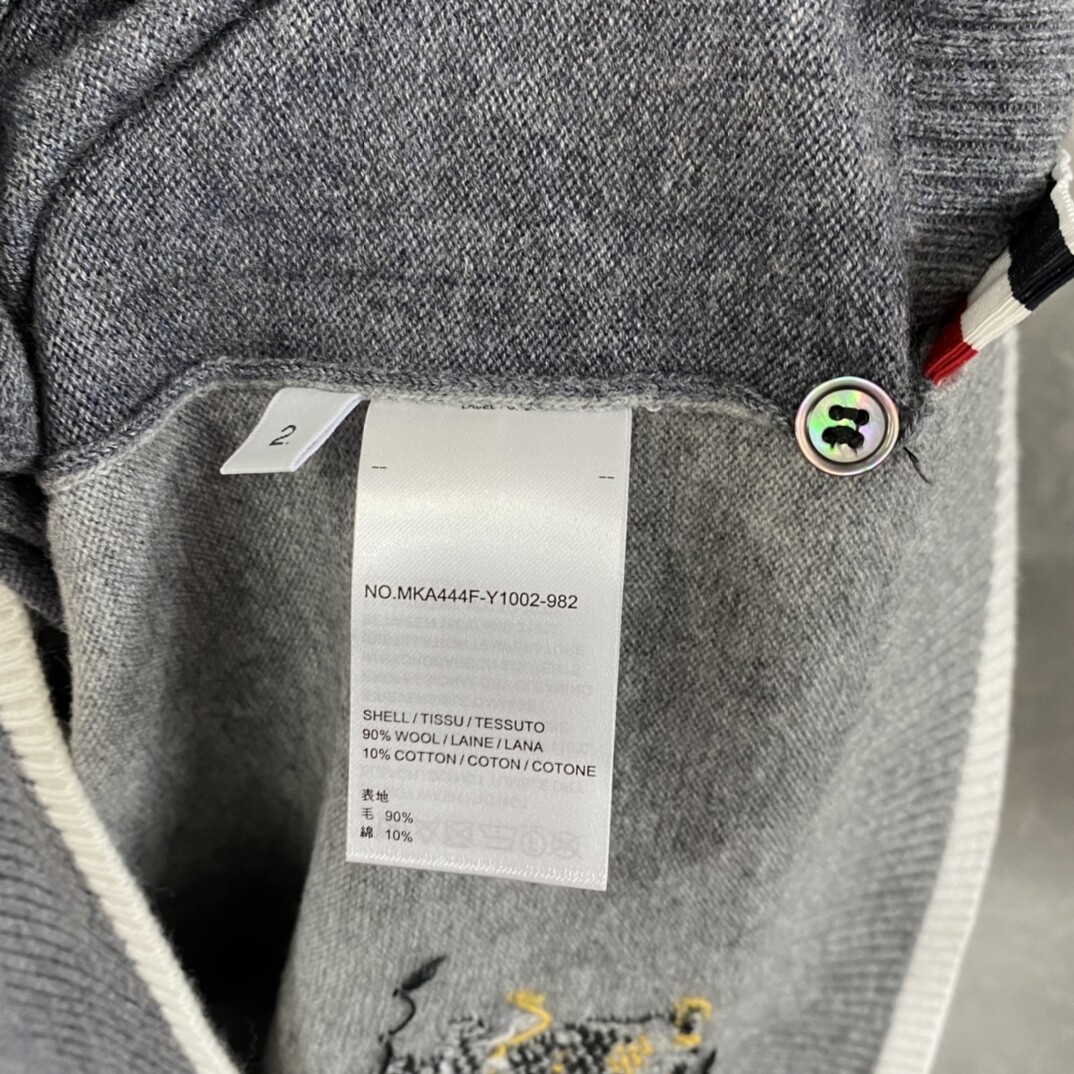 2
--
--
NO.MKA444F-Y1002-982
SHELL / TISSU / TESSUTO
90% WOOL / LAINE / LANA
10% COTTON / COTON / COTONE
表地
毛 90%
綿 10%